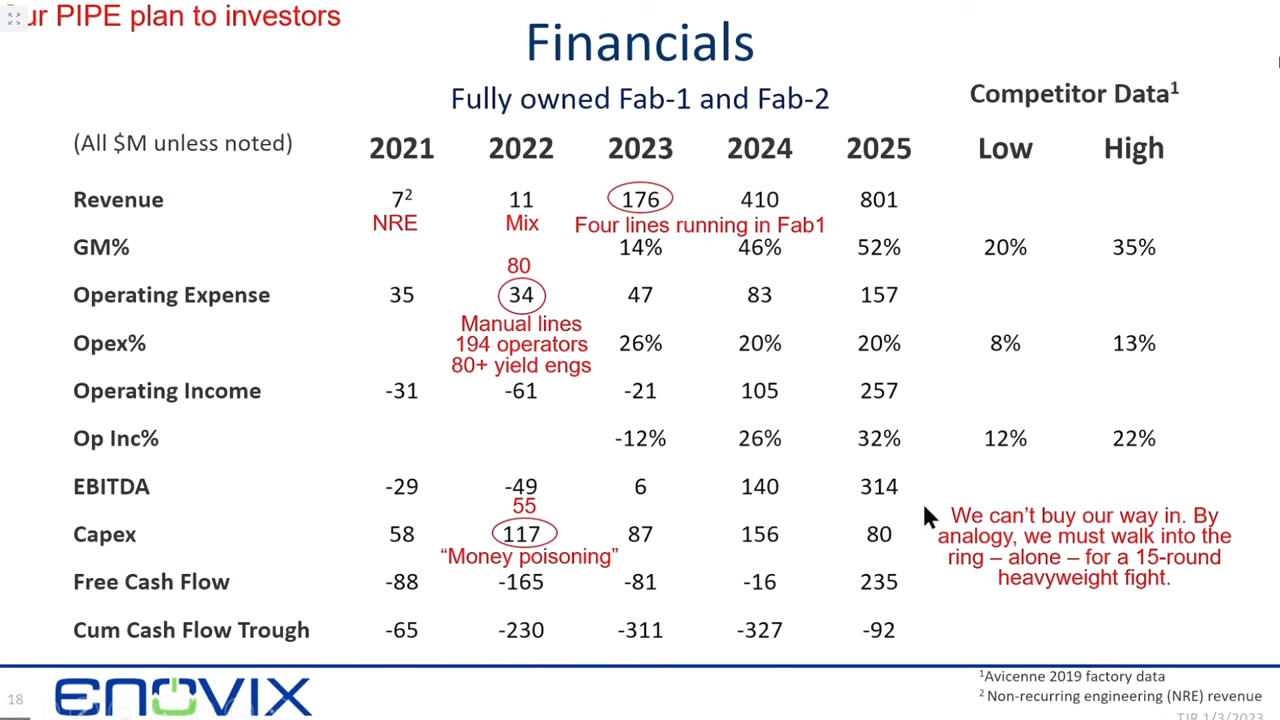 ur PIPE plan to investors
Financials
Fully owned Fab-1 and Fab-2
Competitor Data1
(All $M unless noted) 2021 2022 2023 2024 2025 Low High
Revenue 72 11 176 410 801
NRE Mix Four lines running in Fab1
GM% 14% 46% 52% 20% 35%
80
Operating Expense 35 34 47 83 157
Manual lines
194 operators
80+ yield engs
Opex% 26% 20% 20% 8% 13%
Operating Income -31 -61 -21 105 257
Op Inc% -12% 26% 32% 12% 22%
EBITDA -29 -49 6 140 314
55
Capex 58 117 87 156 80
"Money poisoning"
We can't buy our way in. By
analogy, we must walk into the
ring – alone – for a 15-round
heavyweight fight.
Free Cash Flow -88 -165 -81 -16 235
Cum Cash Flow Trough -65 -230 -311 -327 -92
18
ENOVIX
1Avicenne 2019 factory data
2 Non-recurring engineering (NRE) revenue
TJR 1/3/2023